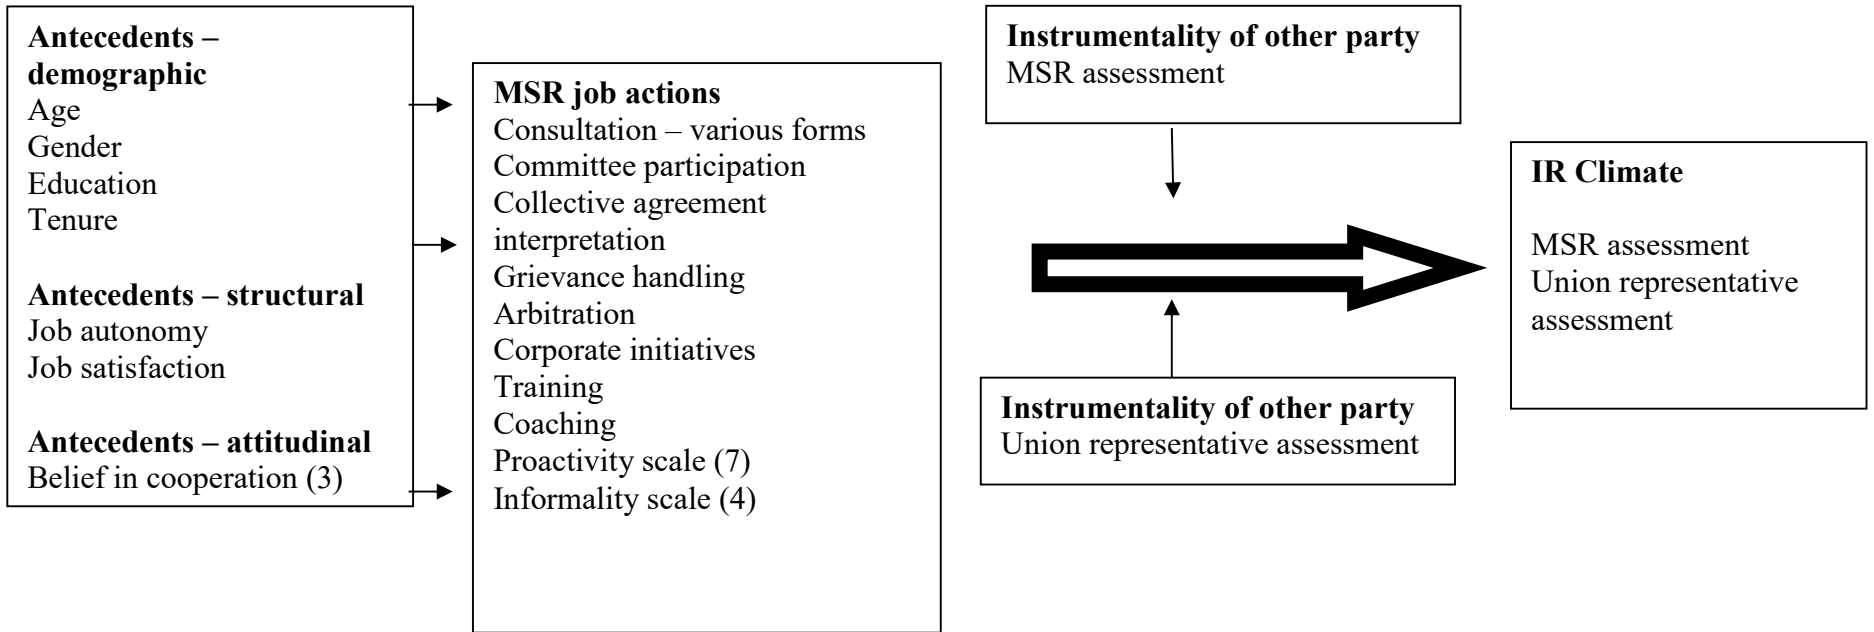 Antecedents –
demographic
Age
Gender
Education
Tenure
Antecedents – structural
Job autonomy
Job satisfaction
Antecedents – attitudinal
Belief in cooperation (3)
MSR job actions
Consultation – various forms
Committee participation
Collective agreement
interpretation
Grievance handling
Arbitration
Corporate initiatives
Training
Coaching
Proactivity scale (7)
Informality scale (4)
Instrumentality of other party
MSR assessment
Instrumentality of other party
Union representative assessment
IR Climate
MSR assessment
Union representative
assessment